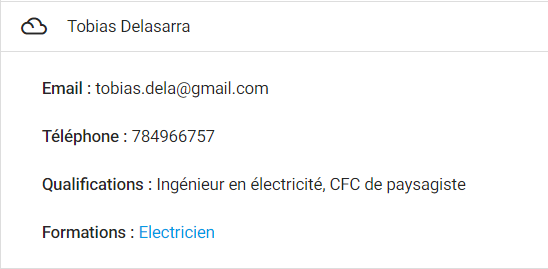 Tobias Delasarra
Email : tobias.dela@gmail.com
Téléphone : 784966757
Qualifications : Ingénieur en électricité, CFC de paysagiste
Formations : Electricien